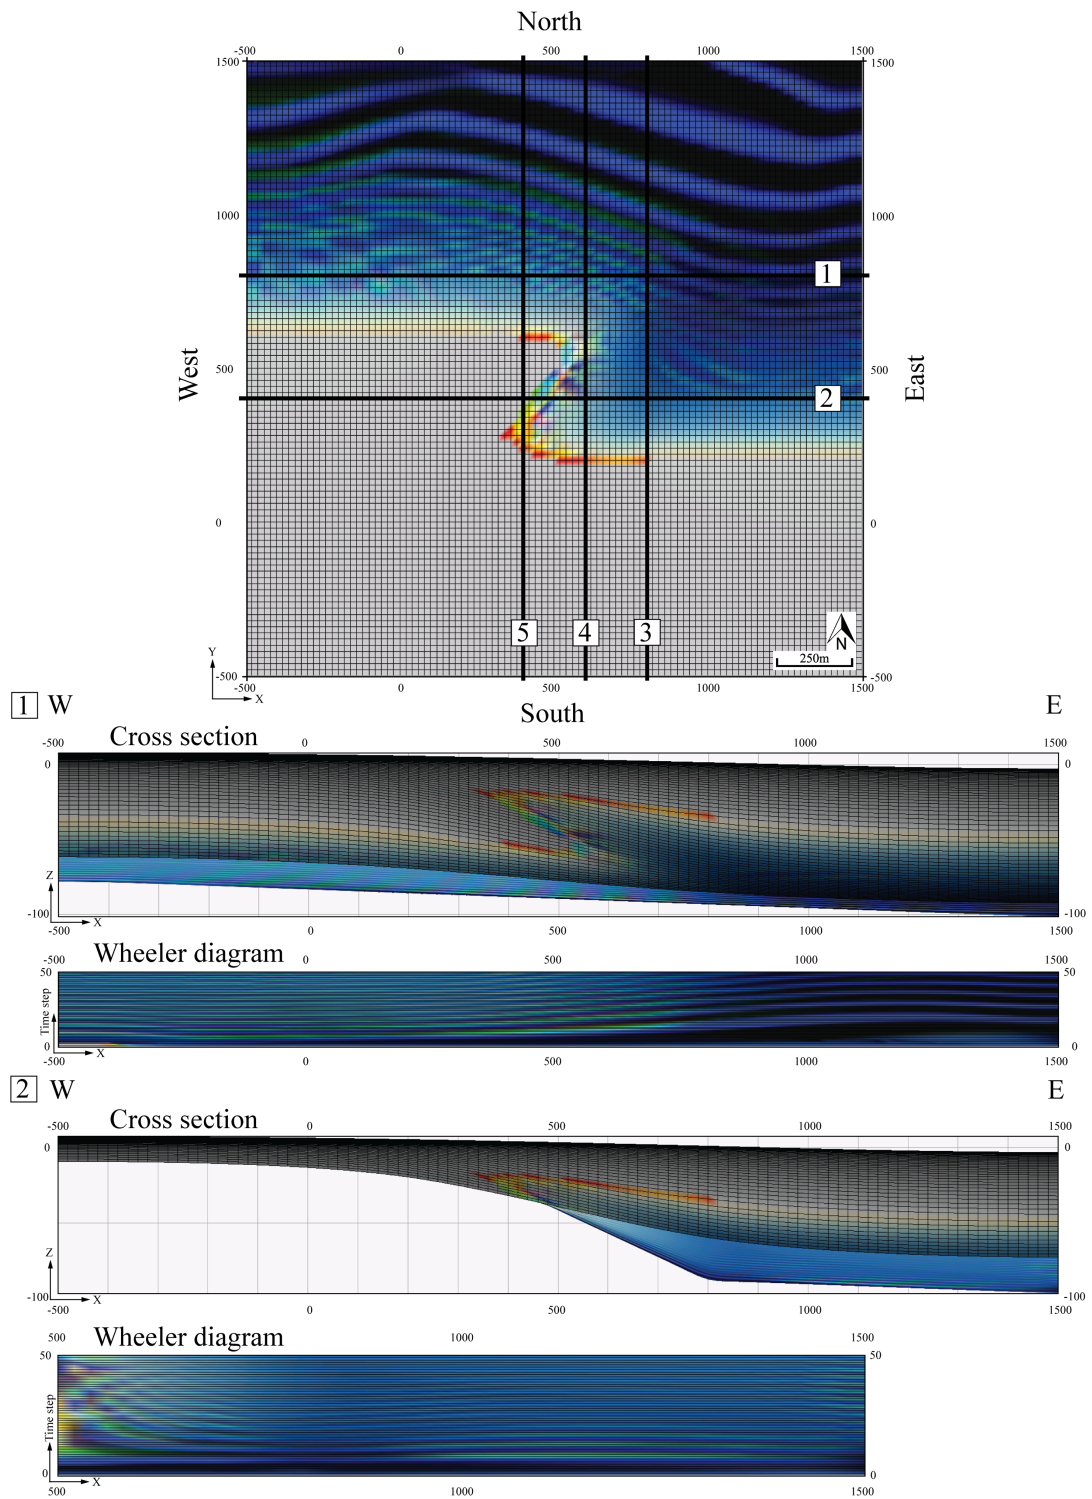 North
-500 0 500 1000 1500
1500 1500
1000 1000
1
West East
500 500
2
0 0
5 4 3
N
250m
Y
-500 X -500
-500 0 500 1000 1500
South
1 W E
Cross section
-500 0 500 1000 1500
0 0
Z
-100 X -100
-500 0 500 1000 1500
Wheeler diagram
0 500 1000 1500
50 50
Time step
0 X 0
-500 0 500 1000 1500
2 W E
Cross section
-500 0 500 1000 1500
0 0
Z
-100 X -100
-500 0 500 1000 1500
Wheeler diagram
500 1000 1500
50 50
Time step
0 X 0
500 1000 1500